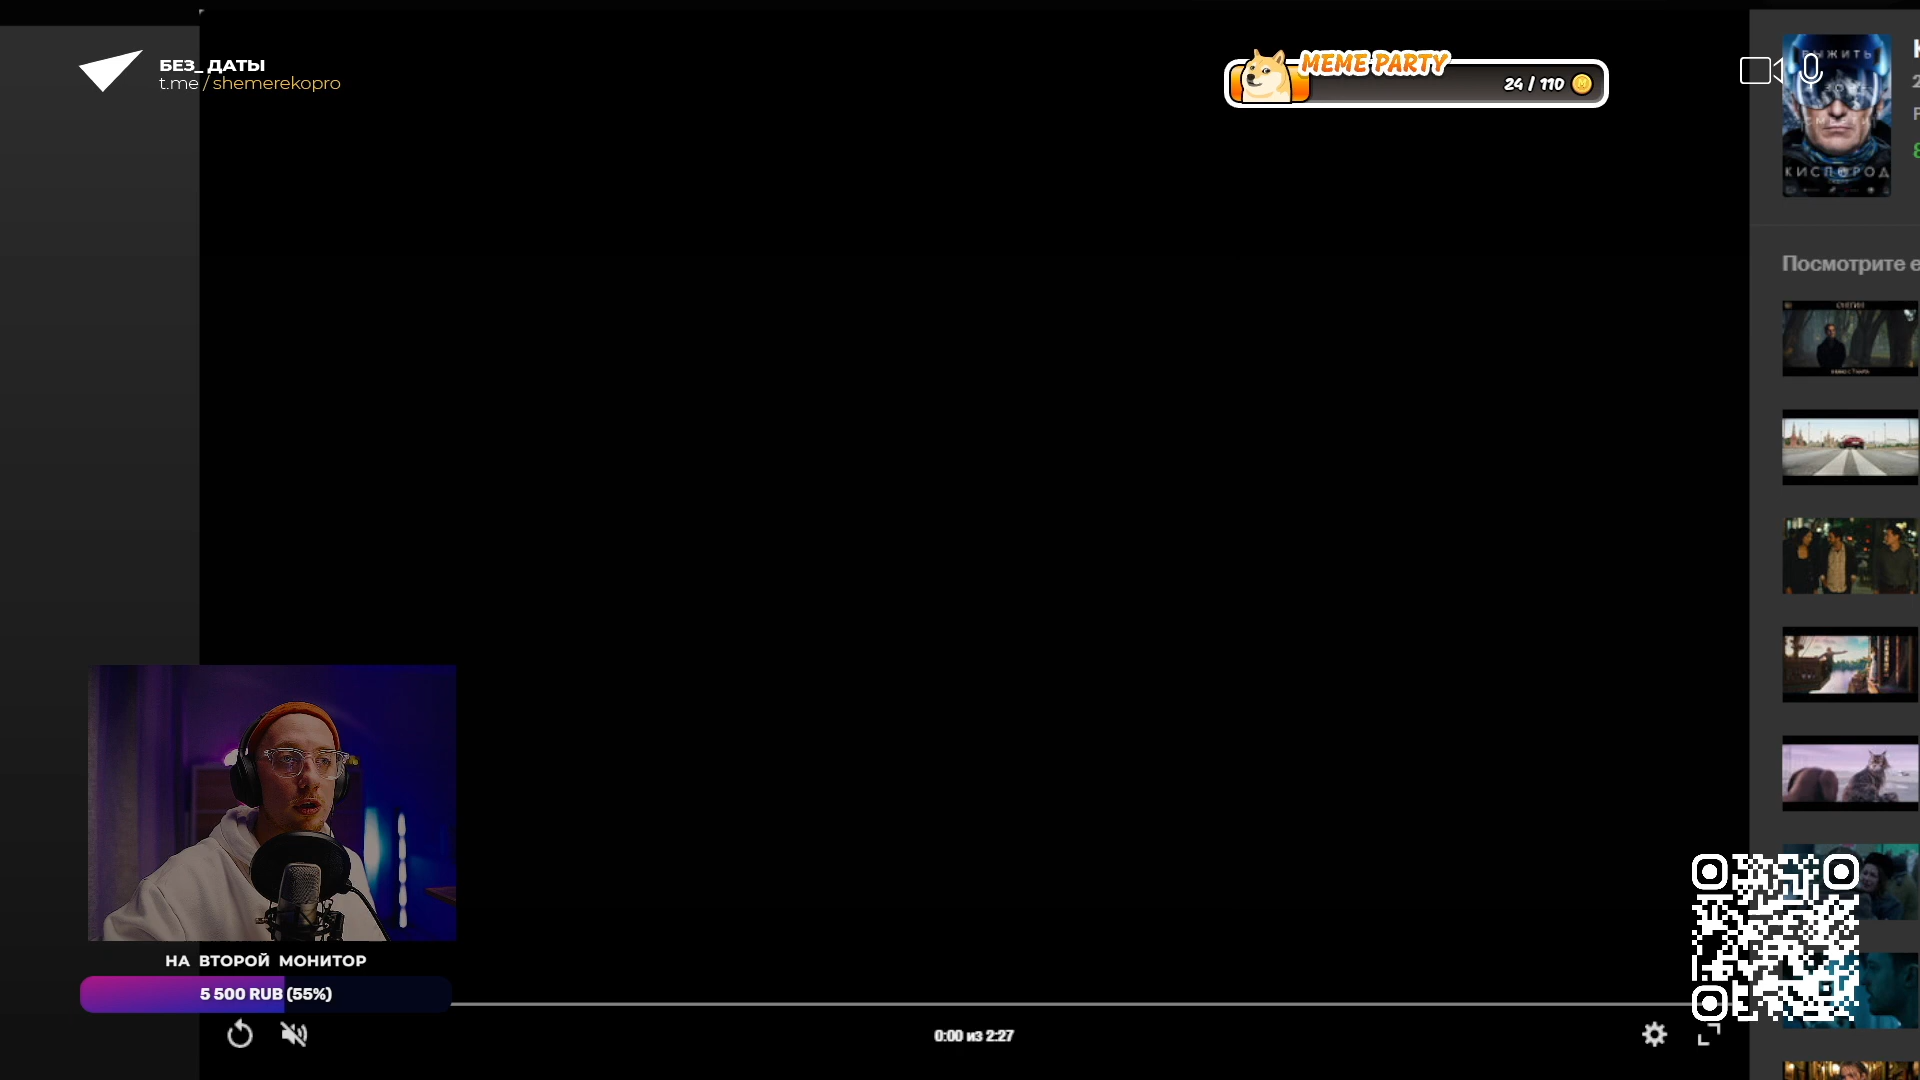 БЕЗ_ДАТЫ
t.me/shemerekopro
MEME PARTY
24 / 110
ВЫЖИТЬ
КИСЛОРОД
Посмотрите е
НА ВТОРОЙ МОНИТОР
5 500 RUB (55%)
0:00 из 2:27